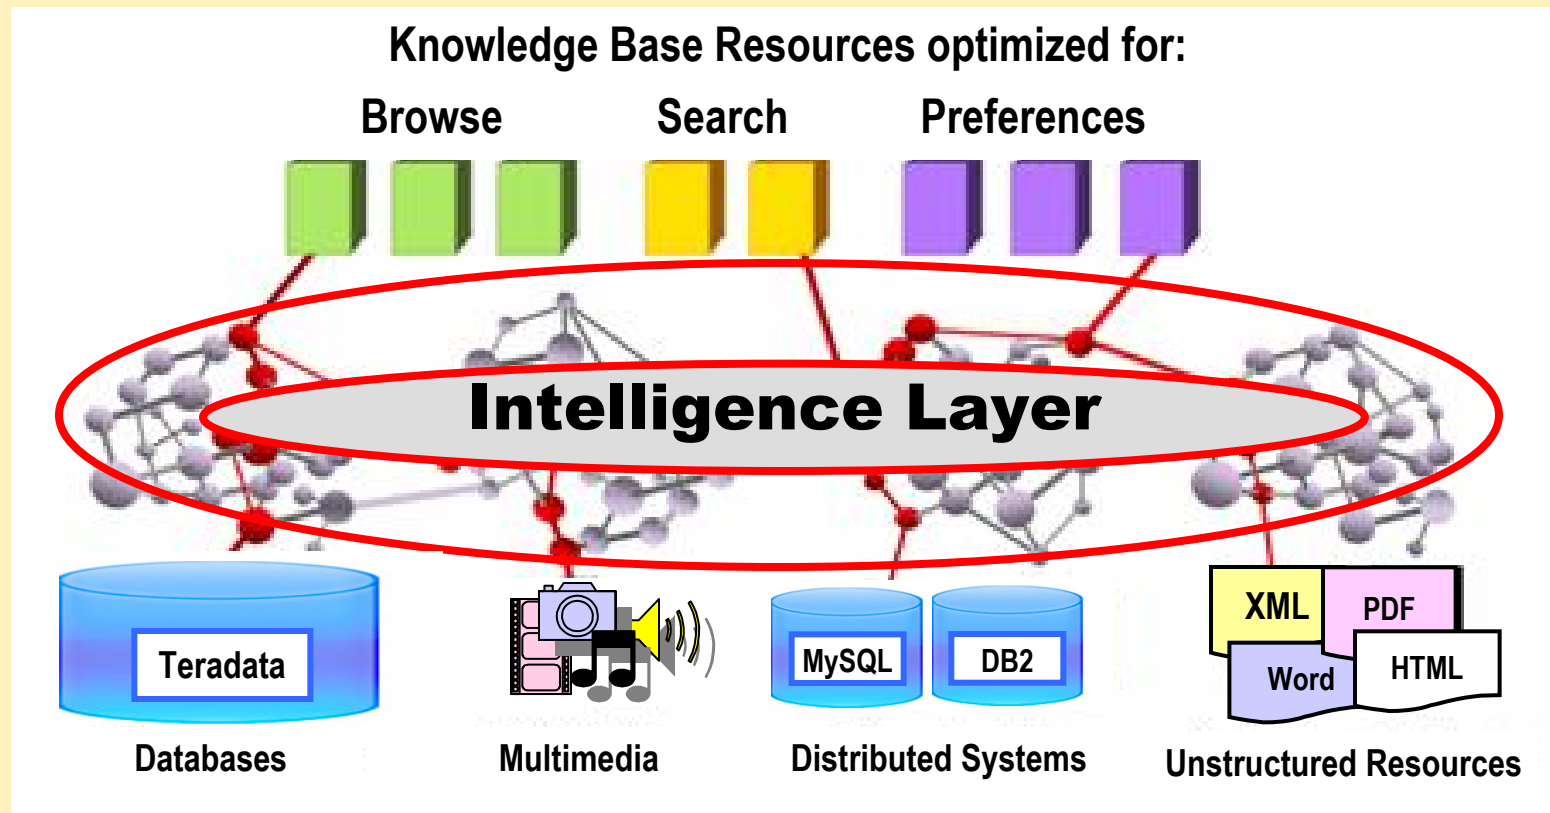 Knowledge Base Resources optimized for:
Browse Search Preferences
Intelligence Layer
Teradata
MySQL
DB2
XML
PDF
Word
HTML
Databases
Multimedia
Distributed Systems
Unstructured Resources